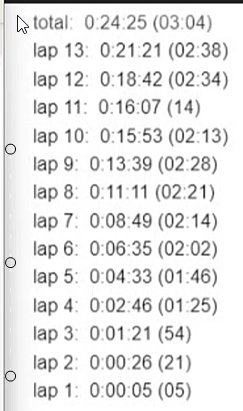 total: 0:24:25 (03:04)
lap 13: 0:21:21 (02:38)
lap 12: 0:18:42 (02:34)
lap 11: 0:16:07 (14)
lap 10: 0:15:53 (02:13)
lap 9: 0:13:39 (02:28)
lap 8: 0:11:11 (02:21)
lap 7: 0:08:49 (02:14)
lap 6: 0:06:35 (02:02)
lap 5: 0:04:33 (01:46)
lap 4: 0:02:46 (01:25)
lap 3: 0:01:21 (54)
lap 2: 0:00:26 (21)
lap 1: 0:00:05 (05)